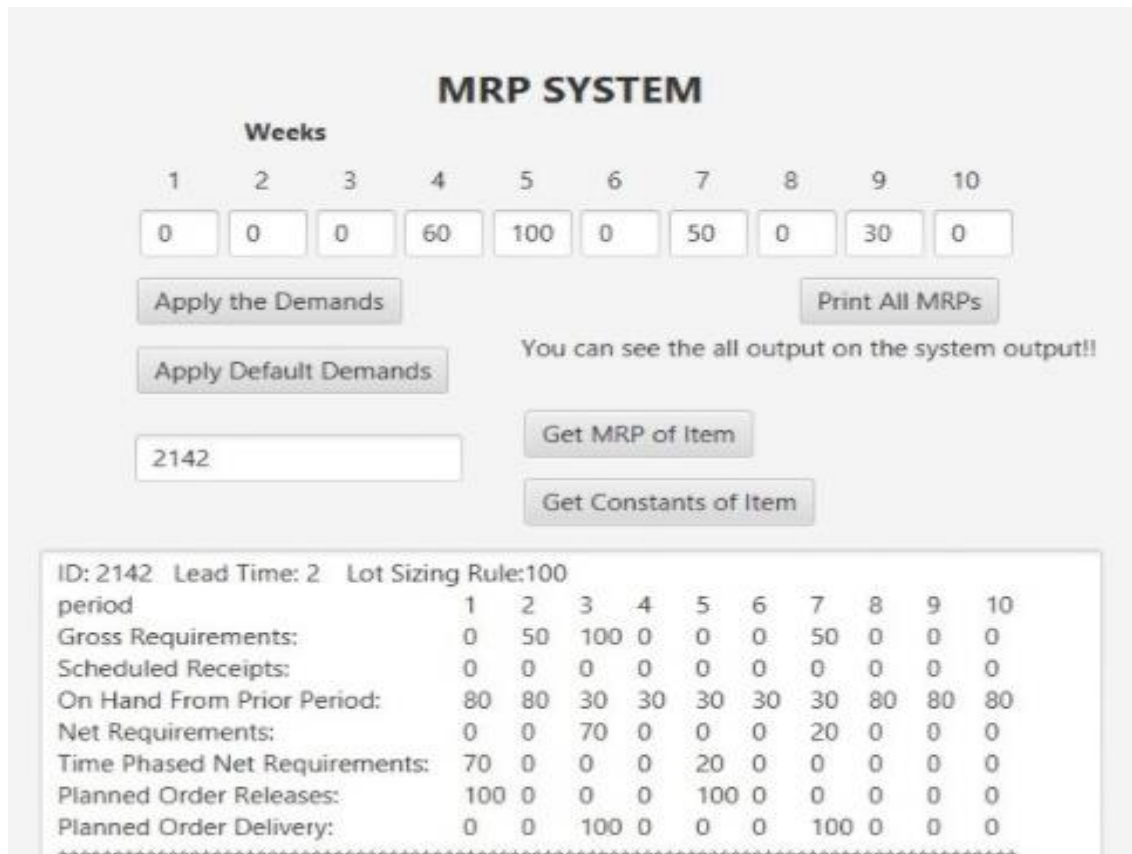 MRP SYSTEM
Weeks
1 2 3 4 5 6 7 8 9 10
0 0 0 60 100 0 50 0 30 0
Apply the Demands Print All MRPs
You can see the all output on the system output!!
Apply Default Demands
Get MRP of Item
2142
Get Constants of Item
ID: 2142 Lead Time: 2 Lot Sizing Rule:100
period 1 2 3 4 5 6 7 8 9 10
Gross Requirements: 0 50 100 0 0 0 50 0 0 0
Scheduled Receipts: 0 0 0 0 0 0 0 0 0 0
On Hand From Prior Period: 80 80 30 30 30 30 30 80 80 80
Net Requirements: 0 0 70 0 0 0 20 0 0 0
Time Phased Net Requirements: 70 0 0 0 20 0 0 0 0 0
Planned Order Releases: 100 0 0 0 100 0 0 0 0 0
Planned Order Delivery: 0 0 100 0 0 0 100 0 0 0